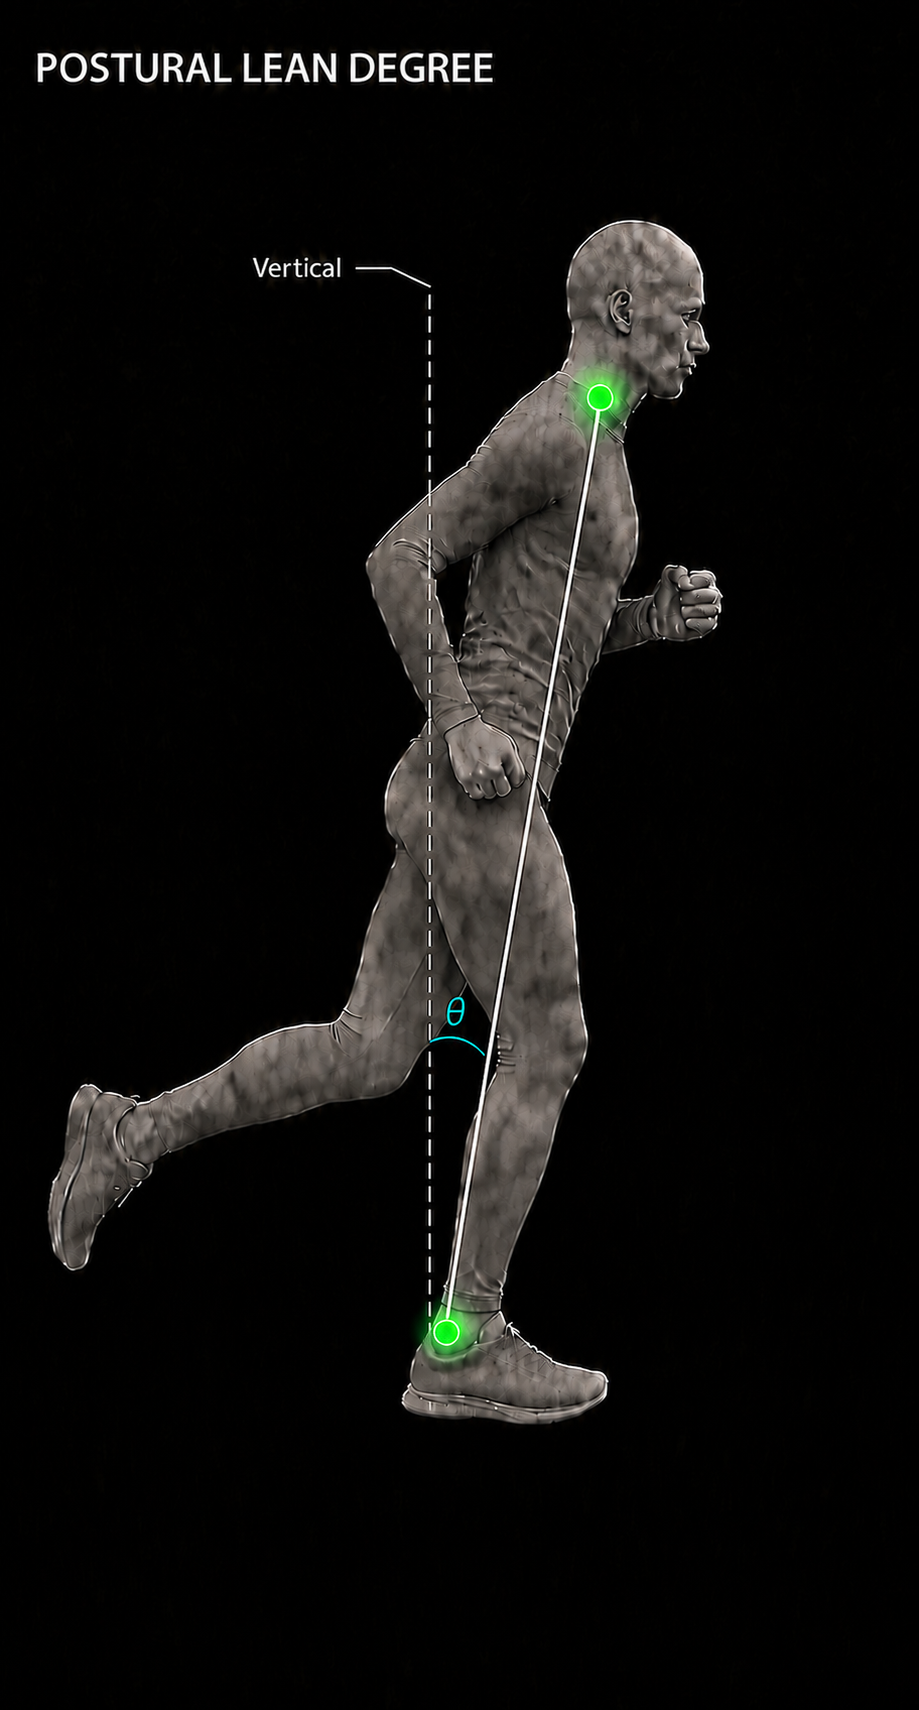 POSTURAL LEAN DEGREE
Vertical
θ